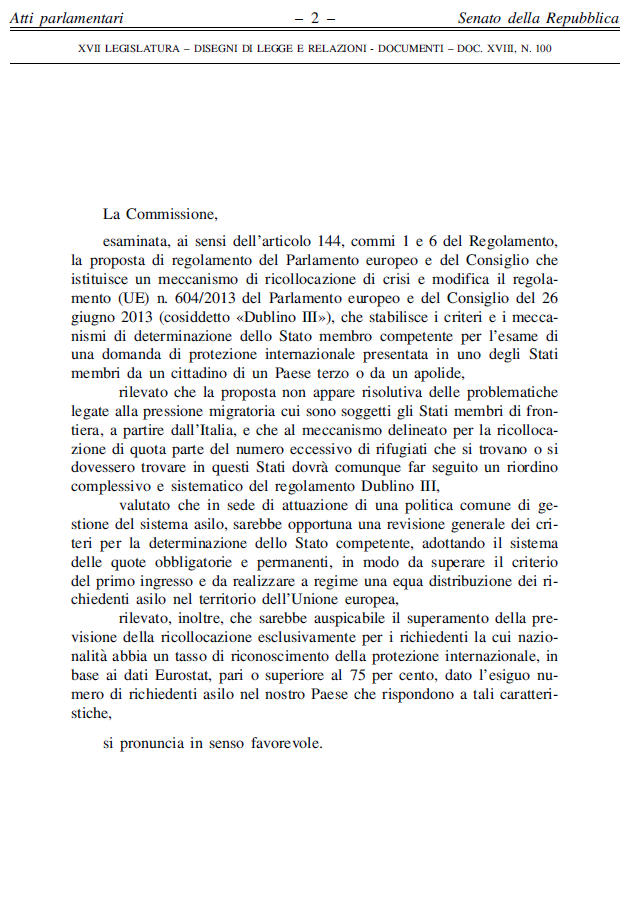 Atti parlamentari – 2 – Senato della Repubblica
XVII LEGISLATURA – DISEGNI DI LEGGE E RELAZIONI - DOCUMENTI – DOC. XVIII, N. 100
La Commissione,
esaminata, ai sensi dell'articolo 144, commi 1 e 6 del Regolamento,
la proposta di regolamento del Parlamento europeo e del Consiglio che
istituisce un meccanismo di ricollocazione di crisi e modifica il regola-
mento (UE) n. 604/2013 del Parlamento europeo e del Consiglio del 26
giugno 2013 (cosiddetto «Dublino III»), che stabilisce i criteri e i mecca-
nismi di determinazione dello Stato membro competente per l'esame di
una domanda di protezione internazionale presentata in uno degli Stati
membri da un cittadino di un Paese terzo o da un apolide,
rilevato che la proposta non appare risolutiva delle problematiche
legate alla pressione migratoria cui sono soggetti gli Stati membri di fron-
tiera, a partire dall'Italia, e che al meccanismo delineato per la ricolloca-
zione di quota parte del numero eccessivo di rifugiati che si trovano o si
dovessero trovare in questi Stati dovrà comunque far seguito un riordino
complessivo e sistematico del regolamento Dublino III,
valutato che in sede di attuazione di una politica comune di ge-
stione del sistema asilo, sarebbe opportuna una revisione generale dei cri-
teri per la determinazione dello Stato competente, adottando il sistema
delle quote obbligatorie e permanenti, in modo da superare il criterio
del primo ingresso e da realizzare a regime una equa distribuzione dei ri-
chiedenti asilo nel territorio dell'Unione europea,
rilevato, inoltre, che sarebbe auspicabile il superamento della pre-
visione della ricollocazione esclusivamente per i richiedenti la cui nazio-
nalità abbia un tasso di riconoscimento della protezione internazionale, in
base ai dati Eurostat, pari o superiore al 75 per cento, dato l'esiguo nu-
mero di richiedenti asilo nel nostro Paese che rispondono a tali caratteri-
stiche,
si pronuncia in senso favorevole.